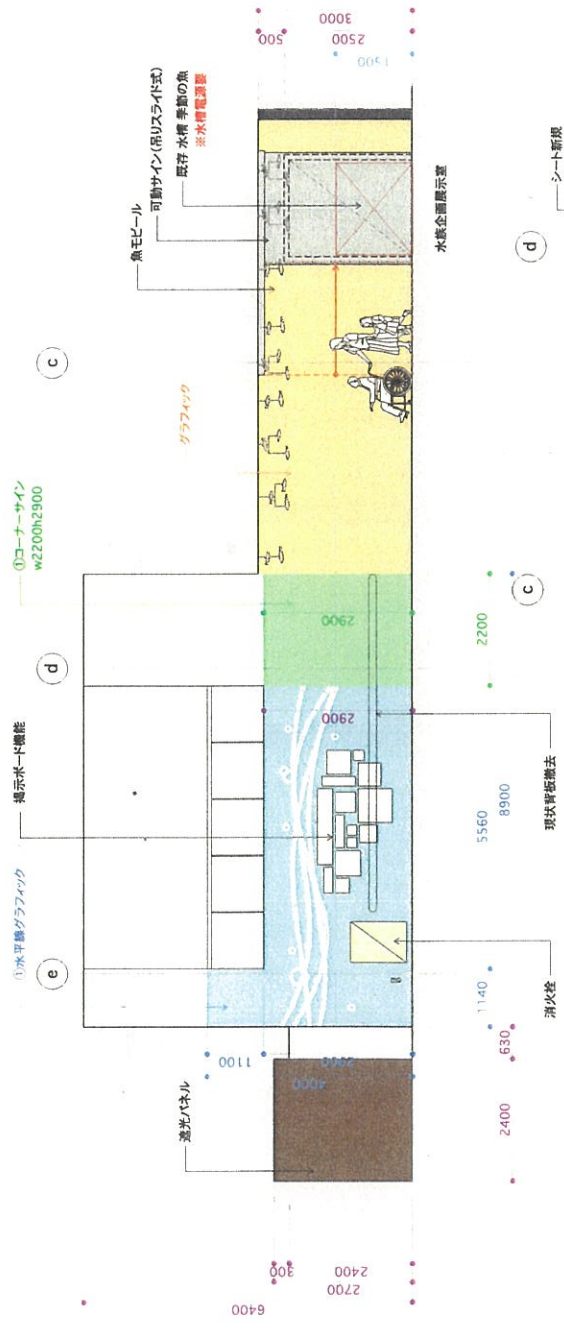 ①水平線グラフィック
掲示ボード機能
①コーナーサイン
w2200h2900
グラフィック
魚モビール
可動サイン(吊りスライド式)
既存 水槽 季節の魚
※水槽電源要
e
d
c
遮光パネル
6400
300
2400
2700
1100
4000
2900
2900
500
2500
3000
1500
水族企画展示室
2400
630
1140
5560
8900
2200
消火栓
現状背板撤去
c
d
シート新規